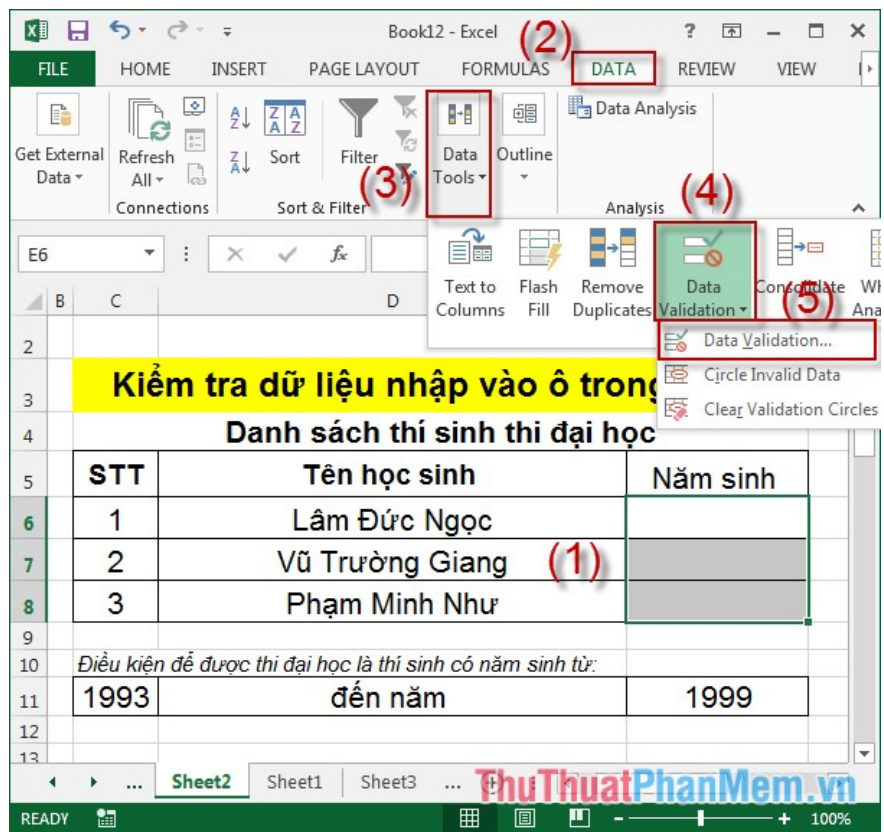 Book12 - Excel
(2)
FILE HOME INSERT PAGE LAYOUT FORMULAS DATA REVIEW VIEW
Get External Data
Refresh All
Sort
Filter
Data Tools
Outline
Data Analysis
(3)
(4)
Connections Sort & Filter Analysis
E6
fx
Text to Columns
Flash Fill
Remove Duplicates
Data Validation
Consolidate
(5)
Data Validation...
Circle Invalid Data
Clear Validation Circles
B C D
2
3 Kiểm tra dữ liệu nhập vào ô trong
4 Danh sách thí sinh thi đại học
5 STT Tên học sinh Năm sinh
6 1 Lâm Đức Ngọc
7 2 Vũ Trường Giang (1)
8 3 Phạm Minh Như
9
10 Điều kiện để được thi đại học là thí sinh có năm sinh từ:
11 1993 đến năm 1999
12
13
... Sheet2 Sheet1 Sheet3 ...
ThuThuatPhanMem.vn
READY 100%